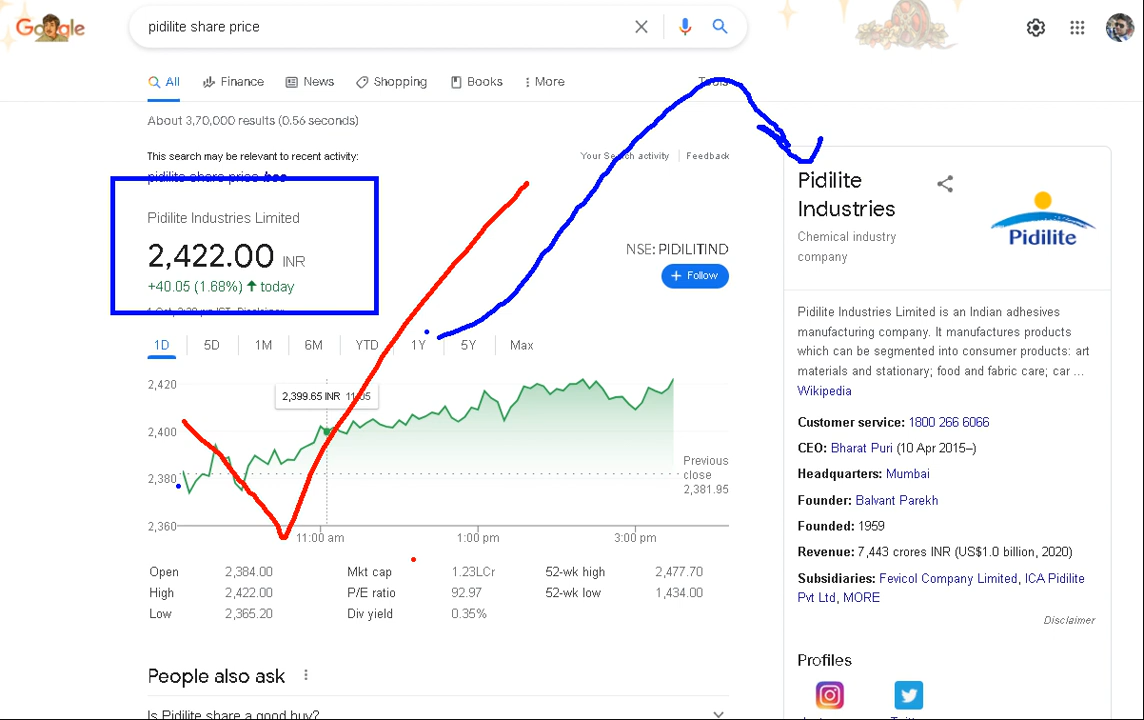 Google
pidilite share price
All Finance News Shopping Books More Tools
About 3,70,000 results (0.56 seconds)
This search may be relevant to recent activity:
Your Search activity Feedback
pidilite share price bse
Pidilite Industries Limited
2,422.00 INR
+40.05 (1.68%) ↑ today
NSE: PIDILITIND
+ Follow
1D 5D 1M 6M YTD 1Y 5Y Max
2,420
2,399.65 INR 11:05
2,400
2,380
Previous
close
2,381.95
2,360
11:00 am 1:00 pm 3:00 pm
Open 2,384.00 Mkt cap 1.23LCr 52-wk high 2,477.70
High 2,422.00 P/E ratio 92.97 52-wk low 1,434.00
Low 2,365.20 Div yield 0.35%
People also ask
Is Pidilite share a good buy?
Pidilite
Industries
Chemical industry
company
Pidilite
Pidilite Industries Limited is an Indian adhesives
manufacturing company. It manufactures products
which can be segmented into consumer products: art
materials and stationary; food and fabric care; car ...
Wikipedia
Customer service: 1800 266 6066
CEO: Bharat Puri (10 Apr 2015–)
Headquarters: Mumbai
Founder: Balvant Parekh
Founded: 1959
Revenue: 7,443 crores INR (US$1.0 billion, 2020)
Subsidiaries: Fevicol Company Limited, ICA Pidilite
Pvt Ltd, MORE
Disclaimer
Profiles